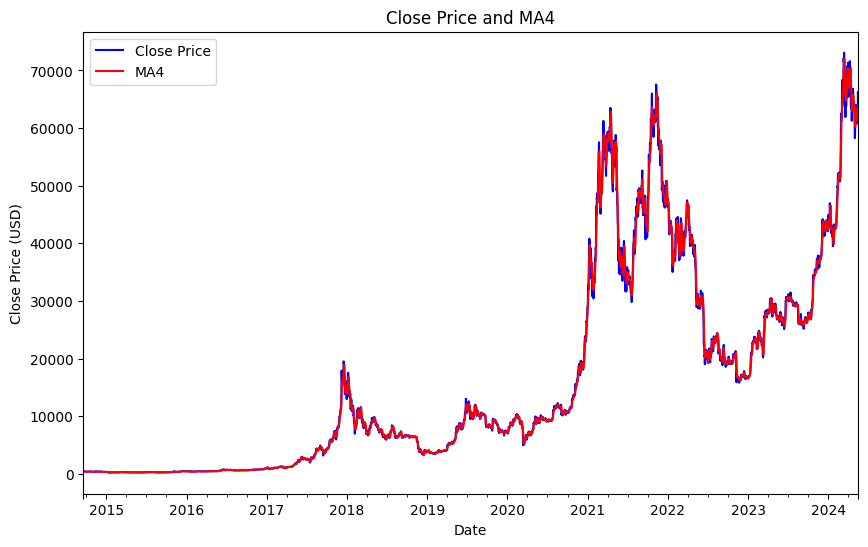 Close Price and MA4
Close Price
MA4
70000
60000
50000
40000
30000
20000
10000
0
Close Price (USD)
2015 2016 2017 2018 2019 2020 2021 2022 2023 2024
Date